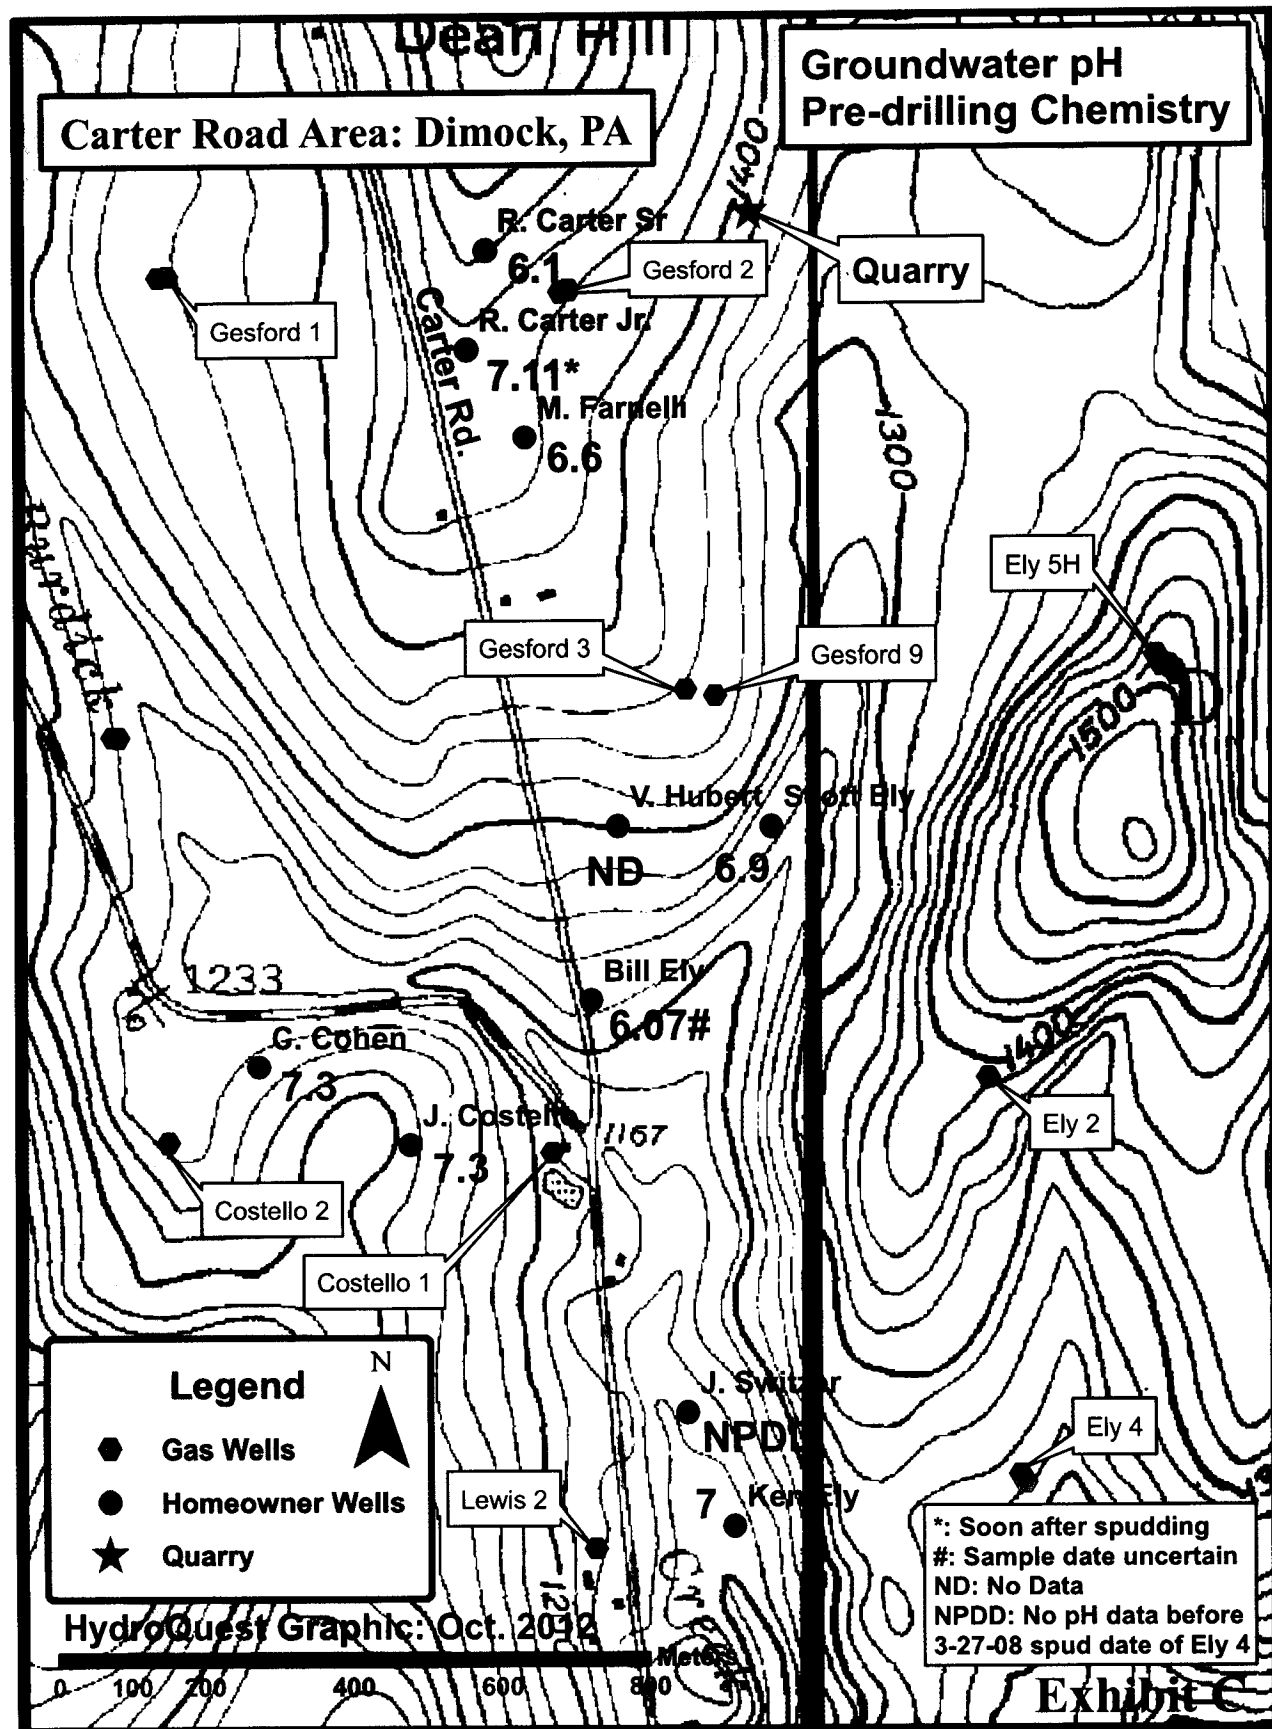 Dean Hill
Groundwater pH
Pre-drilling Chemistry
Carter Road Area: Dimock, PA
1400
R. Carter Sr
6.1
Gesford 2
Quarry
Gesford 1
Carter Rd.
R. Carter Jr.
7.11*
M. Farnelli
6.6
1300
Burdick
Ely 5H
Gesford 3
Gesford 9
1500
V. Hubert
Scott Ely
ND
6.9
1233
Bill Ely
6.07#
1400
G. Cohen
7.3
J. Costello
7.3
1167
Ely 2
Costello 2
Costello 1
Legend
N
Gas Wells
Homeowner Wells
Quarry
J. Switzer
NPDD
Ely 4
Lewis 2
7
Ken Ely
*: Soon after spudding
#: Sample date uncertain
ND: No Data
NPDD: No pH data before
3-27-08 spud date of Ely 4
Creek
HydroQuest Graphic: Oct. 2012
Meters
0 100 200 400 600 800
Exhibit C